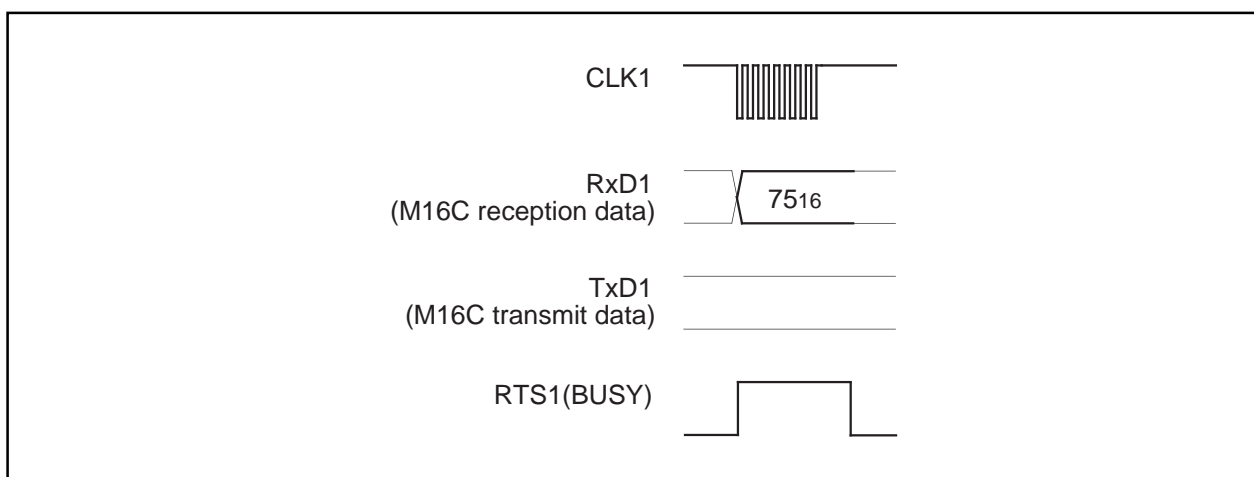 CLK1
RxD1
(M16C reception data)
7516
TxD1
(M16C transmit data)
RTS1(BUSY)